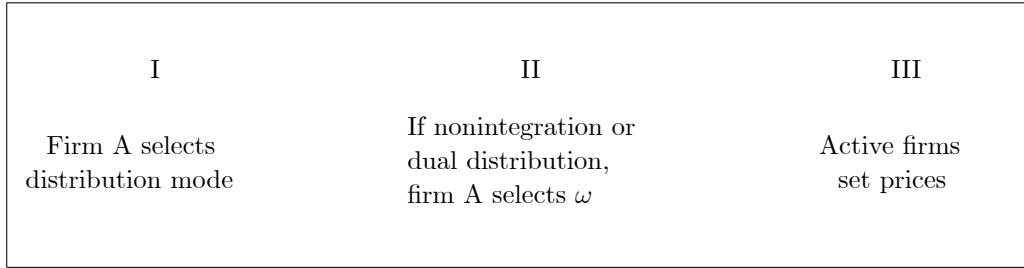 I
II
III
Firm A selects
distribution mode
If nonintegration or
dual distribution,
firm A selects ω
Active firms
set prices